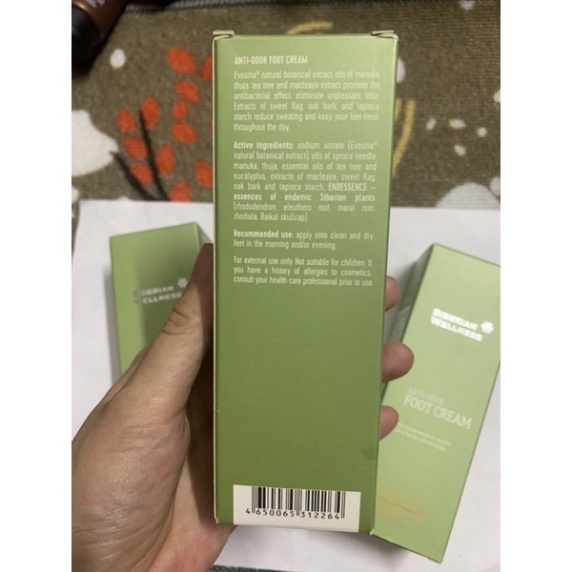 ANTI-ODOR FOOT CREAM
Evosina® natural botanical extract, oils of manuka,
thuja, tea tree and macleaya extract promote the
antibacterial effect, eliminate unpleasant odor.
Extracts of sweet flag, oak bark, and tapioca
starch reduce sweating and keep your feet fresh
throughout the day.
Active ingredients: sodium usnate (Evosina®
natural botanical extract), oils of spruce needle,
manuka, thuja, essential oils of tea tree and
eucalyptus, extracts of macleaya, sweet flag,
oak bark and tapioca starch, ENDESSENCE –
essences of endemic Siberian plants
(rhododendron, eleuthero root, maral root,
rhodiola, Baikal skullcap).
Recommended use: apply onto clean and dry
feet in the morning and/or evening.
For external use only. Not suitable for children. If
you have a history of allergies to cosmetics,
consult your health care professional prior to use.
4 650065 312264
SIBERIAN
WELLNESS
SIBERIAN
WELLNESS
ANTI-ODOR
FOOT CREAM